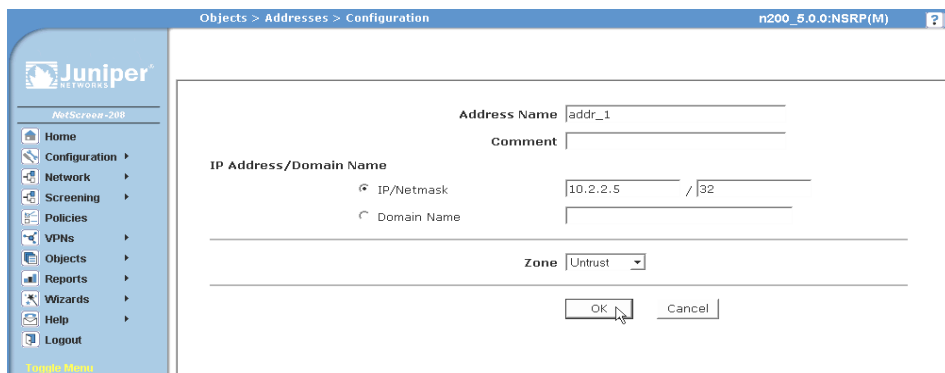 Objects > Addresses > Configuration
n200_5.0.0:NSRP(M)
?
Juniper®
NETWORKS
NetScreen-208
Home
Configuration
Network
Screening
Policies
VPNs
Objects
Reports
Wizards
Help
Logout
Toggle Menu
Address Name addr_1
Comment
IP Address/Domain Name
IP/Netmask 10.2.2.5 / 32
Domain Name
Zone Untrust
OK Cancel